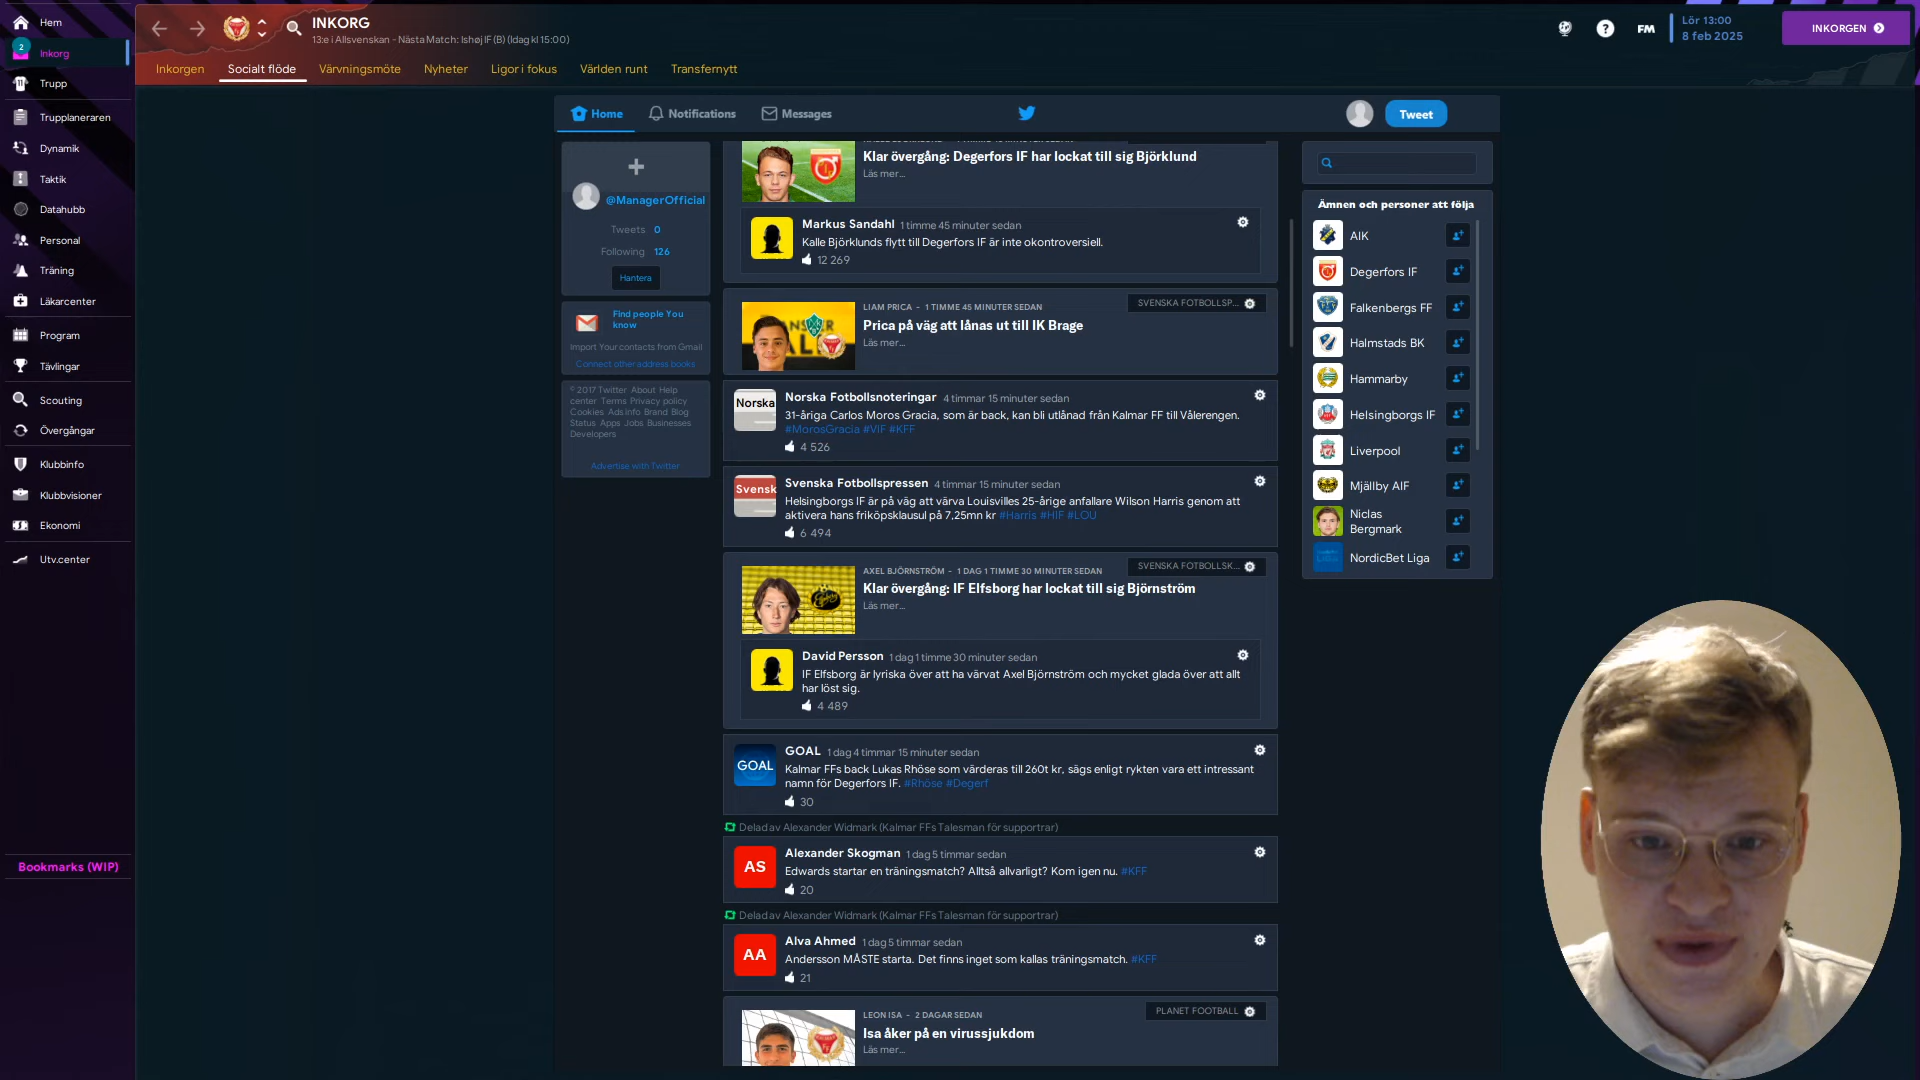 Hem
2
Inkorg
Trupp
Trupplaneraren
Dynamik
Taktik
Datahubb
Personal
Träning
Läkarcenter
Program
Tävlingar
Scouting
Övergångar
Klubbinfo
Klubbvisioner
Ekonomi
Utv.center
Bookmarks (WIP)
INKORG
13:e i Allsvenskan - Nästa Match: Ishøj IF (B) (Idag kl 15:00)
FM
Lör 13:00
8 feb 2025
INKORGEN
Inkorgen
Socialt flöde
Värvningsmöte
Nyheter
Ligor i fokus
Världen runt
Transfernytt
Home
Notifications
Messages
Tweet
@ManagerOfficial
Tweets 0
Following 126
Hantera
Find people You
know
Import Your contacts from Gmail
Connect other address books
© 2017 Twitter About Help
center Terms Privacy policy
Cookies Ads info Brand Blog
Status Apps Jobs Businesses
Developers
Advertise with Twitter
Klar övergång: Degerfors IF har lockat till sig Björklund
Läs mer...
Markus Sandahl 1 timme 45 minuter sedan
Kalle Björklunds flytt till Degerfors IF är inte okontroversiell.
12 269
LIAM PRICA - 1 TIMME 45 MINUTER SEDAN
SVENSKA FOTBOLLSP...
Prica på väg att lånas ut till IK Brage
Läs mer...
Norska
Norska Fotbollsnoteringar 4 timmar 15 minuter sedan
31-åriga Carlos Moros Gracia, som är back, kan bli utlånad från Kalmar FF till Vålerengen.
#MorosGracia #VIF #KFF
4 526
Svensk
Svenska Fotbollspressen 4 timmar 15 minuter sedan
Helsingborgs IF är på väg att värva Louisvilles 25-årige anfallare Wilson Harris genom att
aktivera hans friköpsklausul på 7,25mn kr #Harris #HIF #LOU
6 494
AXEL BJÖRNSTRÖM - 1 DAG 1 TIMME 30 MINUTER SEDAN
SVENSKA FOTBOLLSK...
Klar övergång: IF Elfsborg har lockat till sig Björnström
Läs mer...
David Persson 1 dag 1 timme 30 minuter sedan
IF Elfsborg är lyriska över att ha värvat Axel Björnström och mycket glada över att allt
har löst sig.
4 489
GOAL
GOAL 1 dag 4 timmar 15 minuter sedan
Kalmar FFs back Lukas Rhöse som värderas till 260t kr, sägs enligt rykten vara ett intressant
namn för Degerfors IF. #Rhöse #Degerf
30
Delad av Alexander Widmark (Kalmar FFs Talesman för supportrar)
AS
Alexander Skogman 1 dag 5 timmar sedan
Edwards startar en träningsmatch? Alltså allvarligt? Kom igen nu. #KFF
20
Delad av Alexander Widmark (Kalmar FFs Talesman för supportrar)
AA
Alva Ahmed 1 dag 5 timmar sedan
Andersson MÅSTE starta. Det finns inget som kallas träningsmatch. #KFF
21
LEON ISA - 2 DAGAR SEDAN
PLANET FOOTBALL
Isa åker på en virussjukdom
Läs mer...
Ämnen och personer att följa
AIK
Degerfors IF
Falkenbergs FF
Halmstads BK
Hammarby
Helsingborgs IF
Liverpool
Mjällby AIF
Niclas
Bergmark
NordicBet Liga